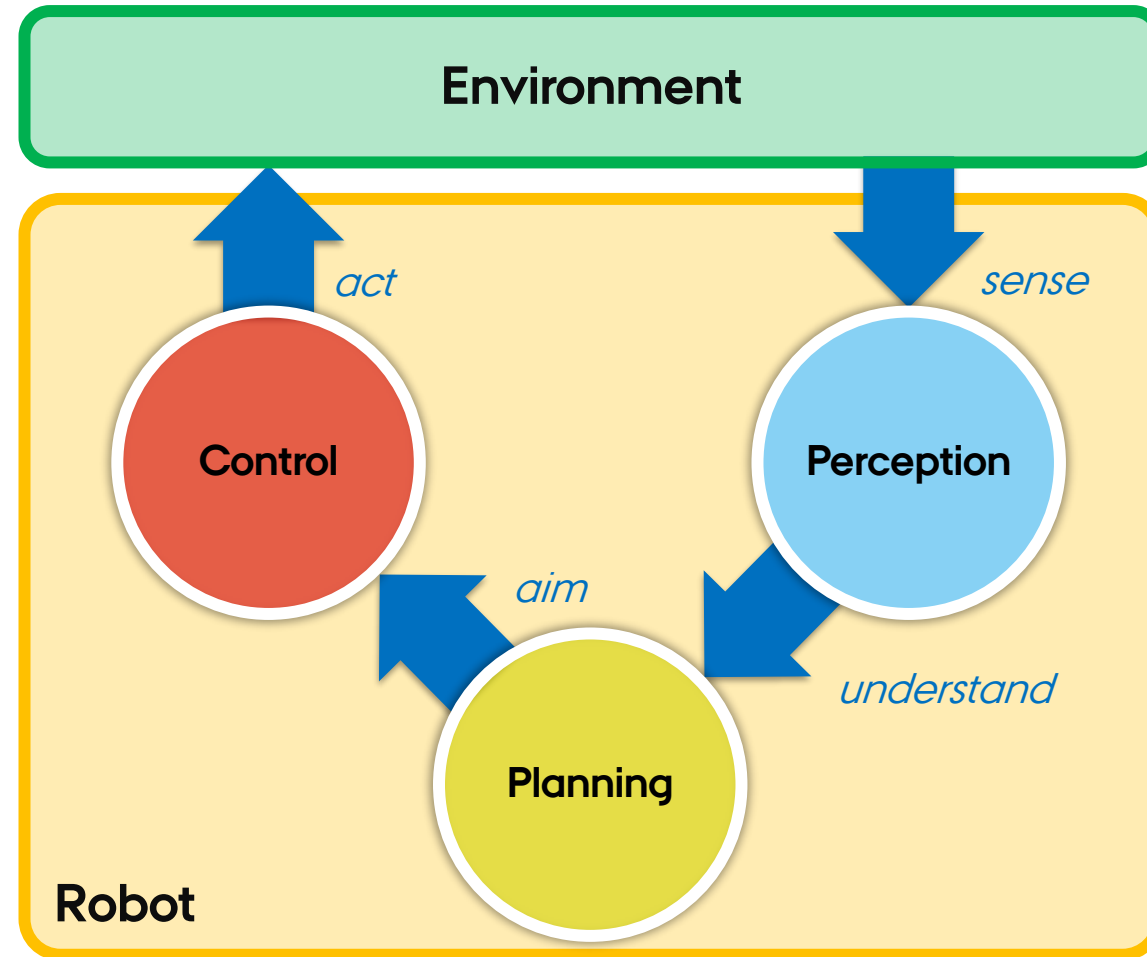 Environment
act
sense
Control
Perception
aim
understand
Planning
Robot